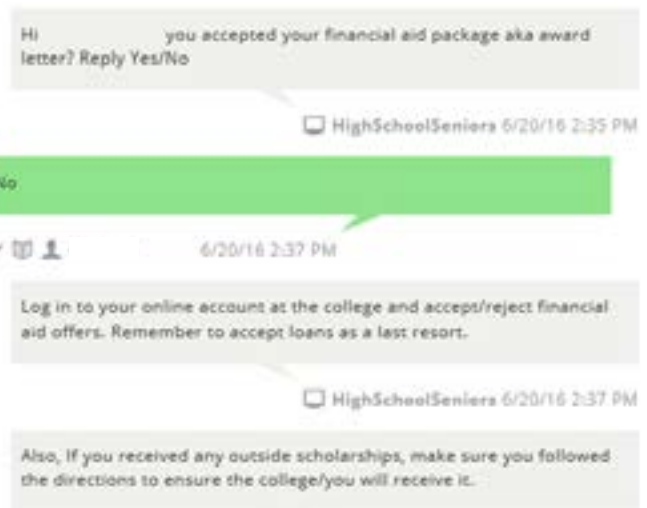 Hi you accepted your financial aid package aka award
letter? Reply Yes/No
HighSchoolSeniors 6/20/16 2:35 PM
No
6/20/16 2:37 PM
Log in to your online account at the college and accept/reject financial
aid offers. Remember to accept loans as a last resort.
HighSchoolSeniors 6/20/16 2:37 PM
Also, If you received any outside scholarships, make sure you followed
the directions to ensure the college/you will receive it.